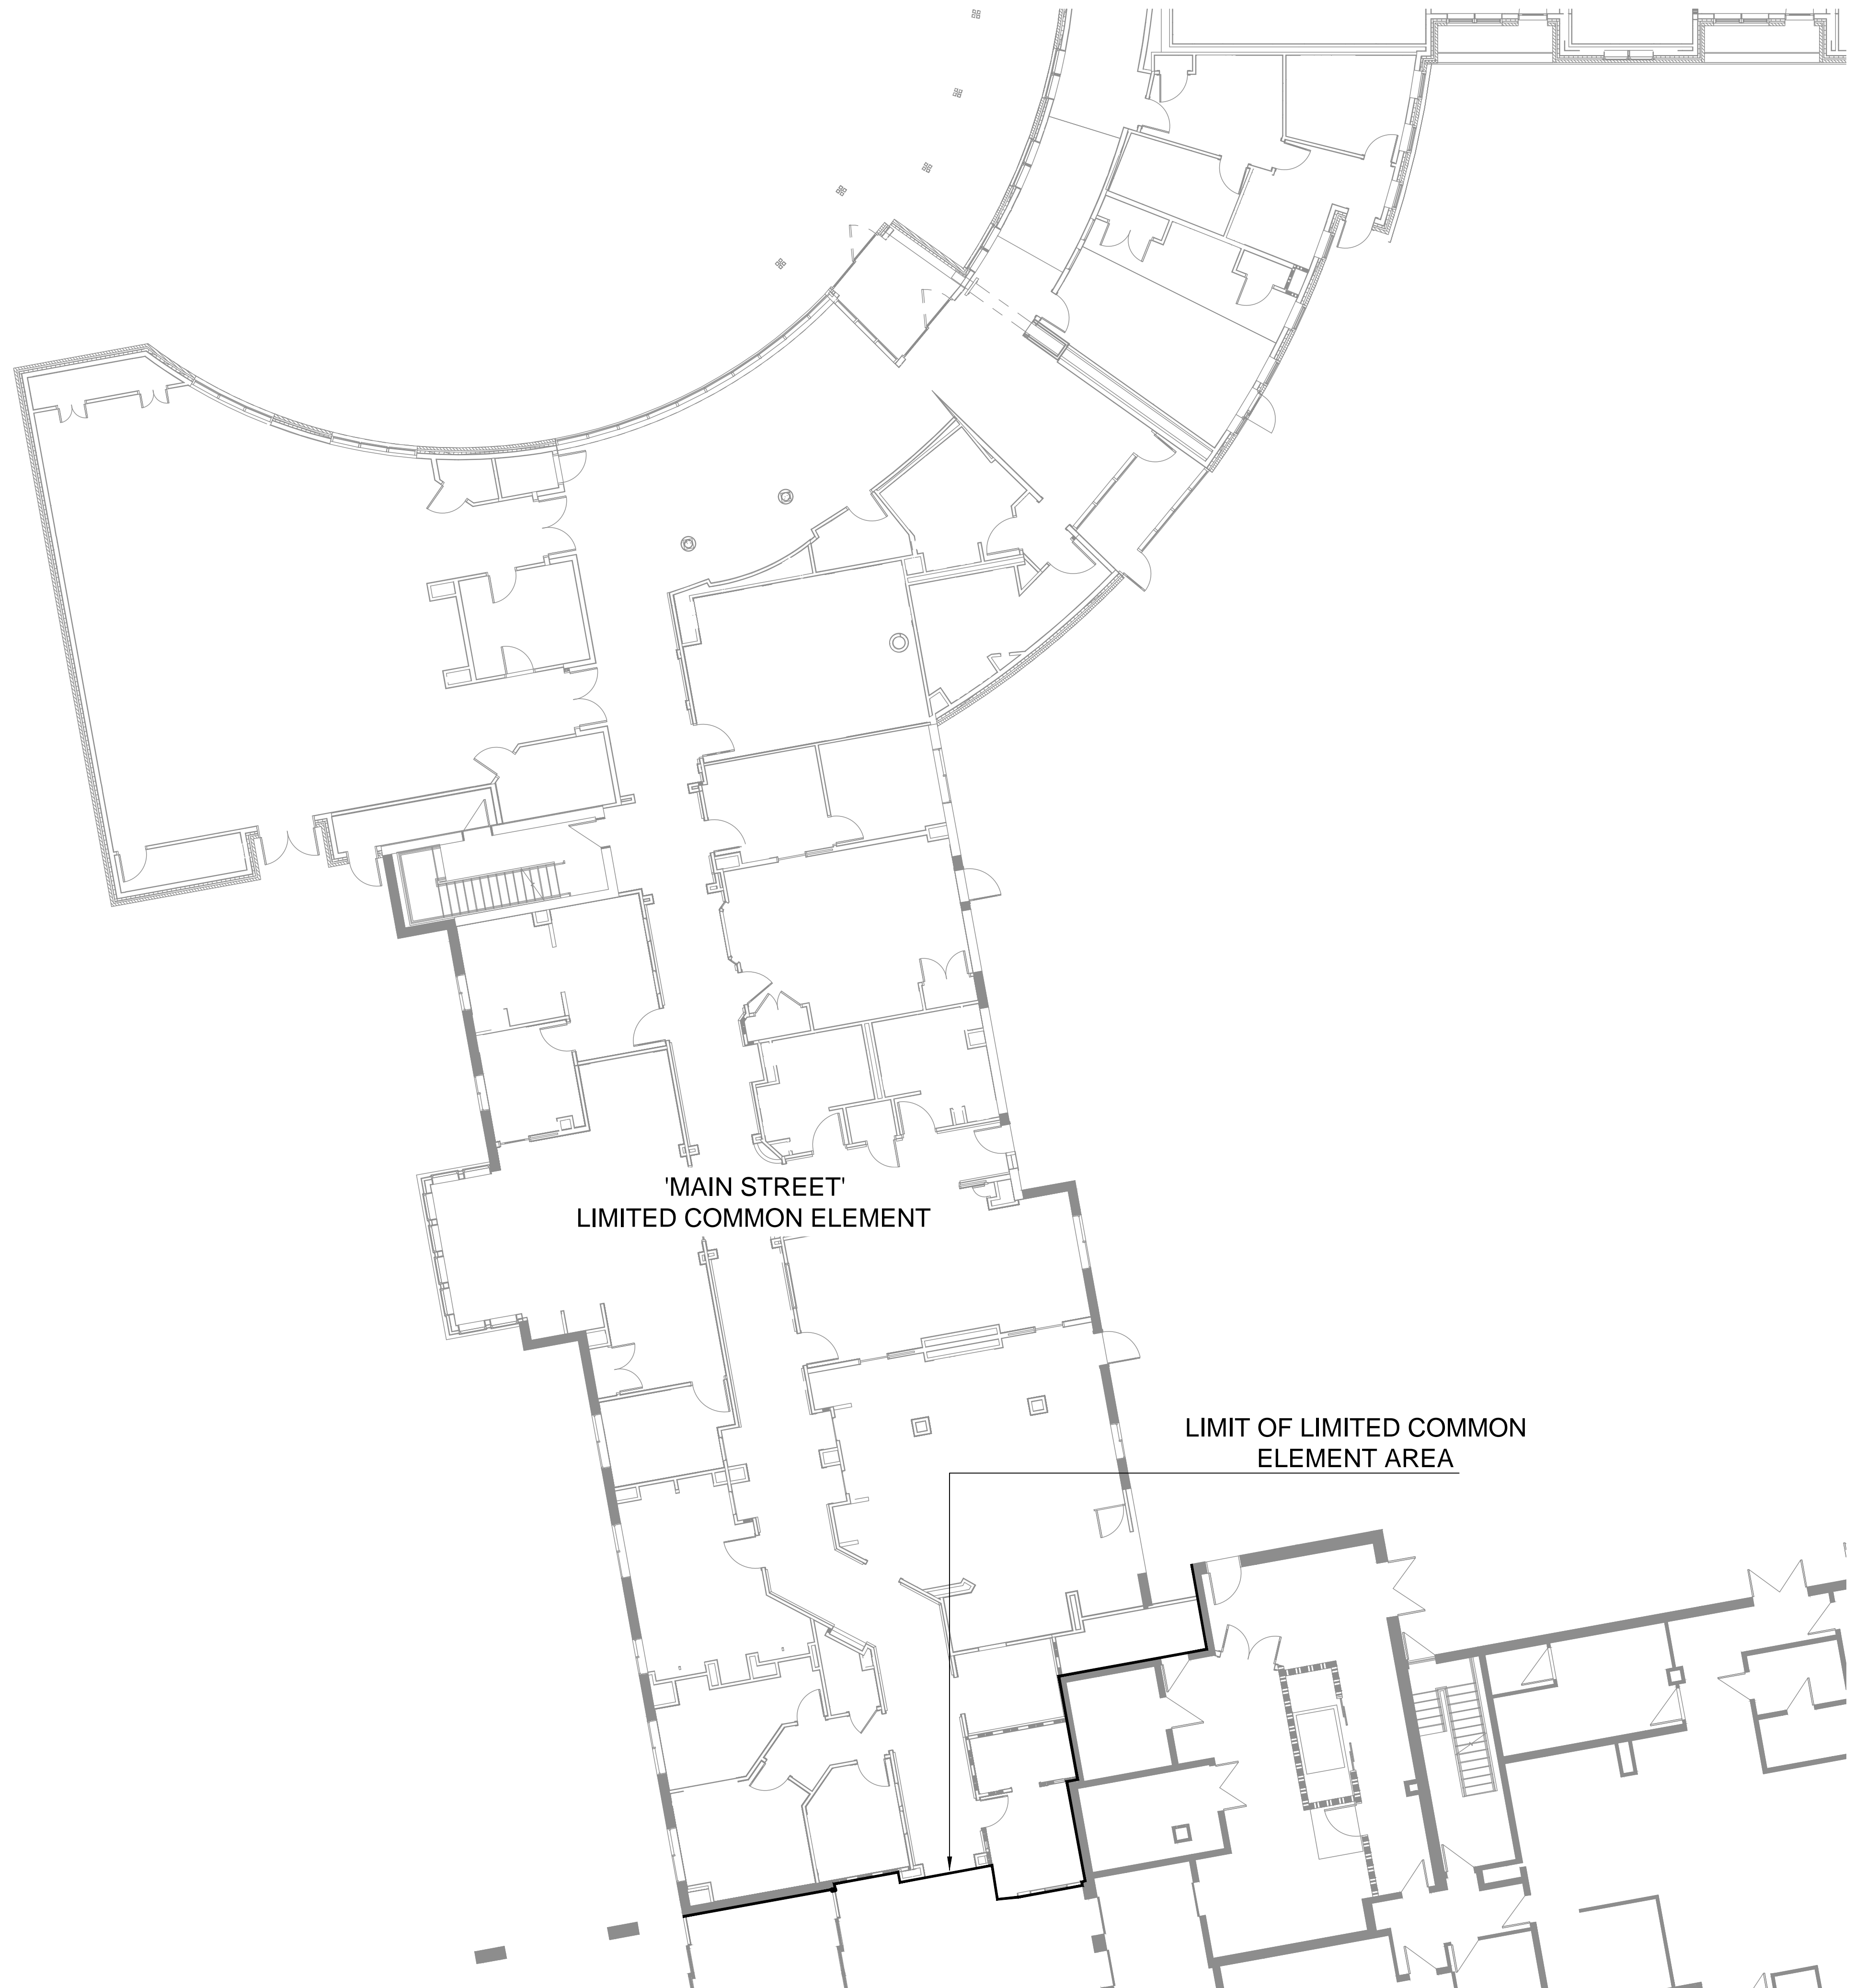 'MAIN STREET'
LIMITED COMMON ELEMENT
LIMIT OF LIMITED COMMON
ELEMENT AREA